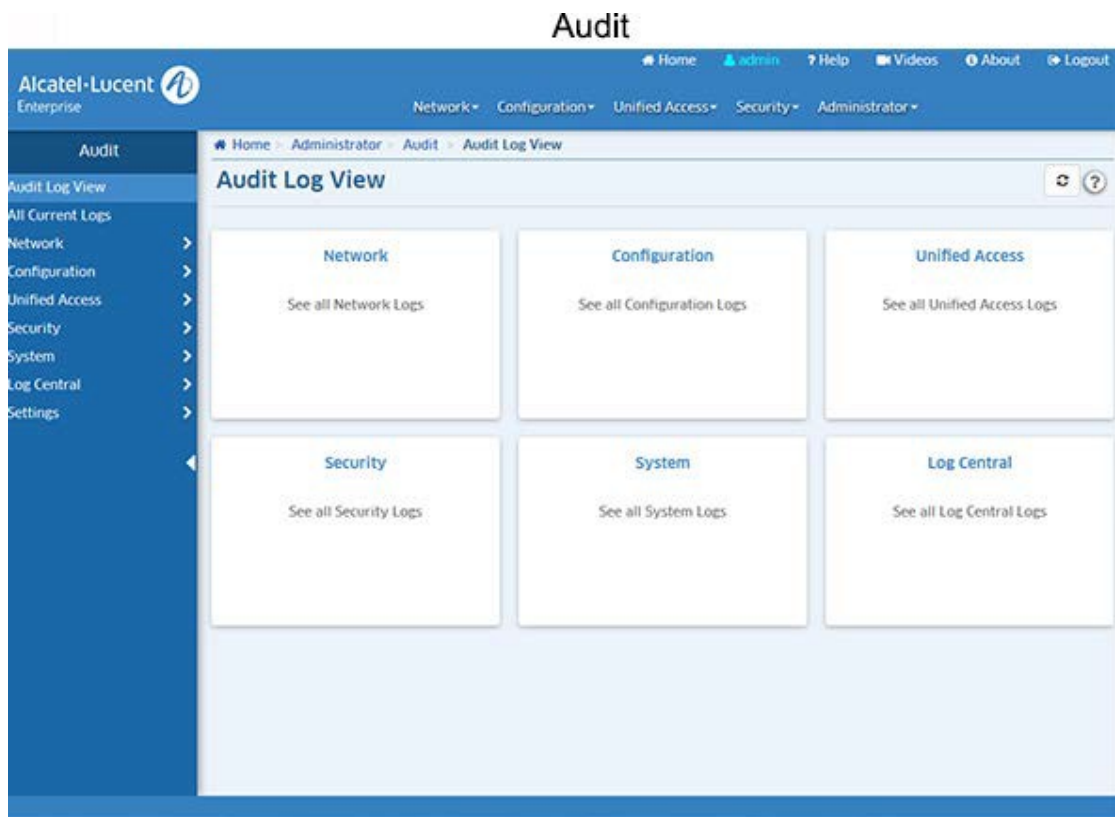 Audit
Home admin ? Help Videos About Logout
Alcatel·Lucent
Enterprise
Network Configuration Unified Access Security Administrator
Audit
Audit Log View
All Current Logs
Network
Configuration
Unified Access
Security
System
Log Central
Settings
Home > Administrator > Audit > Audit Log View
Audit Log View
?
Network
See all Network Logs
Configuration
See all Configuration Logs
Unified Access
See all Unified Access Logs
Security
See all Security Logs
System
See all System Logs
Log Central
See all Log Central Logs